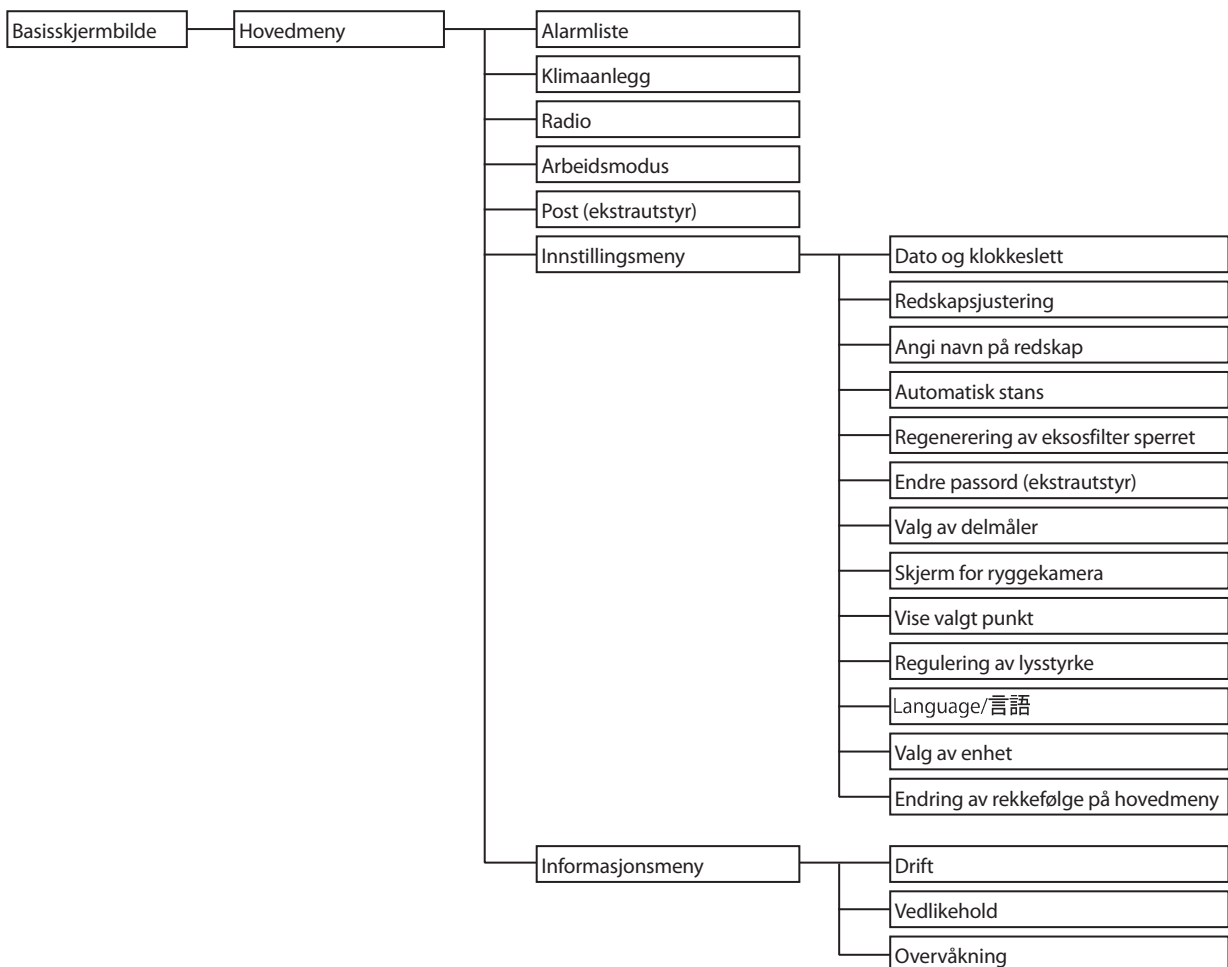 Basisskjermbilde
Hovedmeny
Alarmliste
Klimaanlegg
Radio
Arbeidsmodus
Post (ekstrautstyr)
Innstillingsmeny
Dato og klokkeslett
Redskapsjustering
Angi navn på redskap
Automatisk stans
Regenerering av eksosfilter sperret
Endre passord (ekstrautstyr)
Valg av delmåler
Skjerm for ryggekamera
Vise valgt punkt
Regulering av lysstyrke
Language/言語
Valg av enhet
Endring av rekkefølge på hovedmeny
Informasjonsmeny
Drift
Vedlikehold
Overvåkning